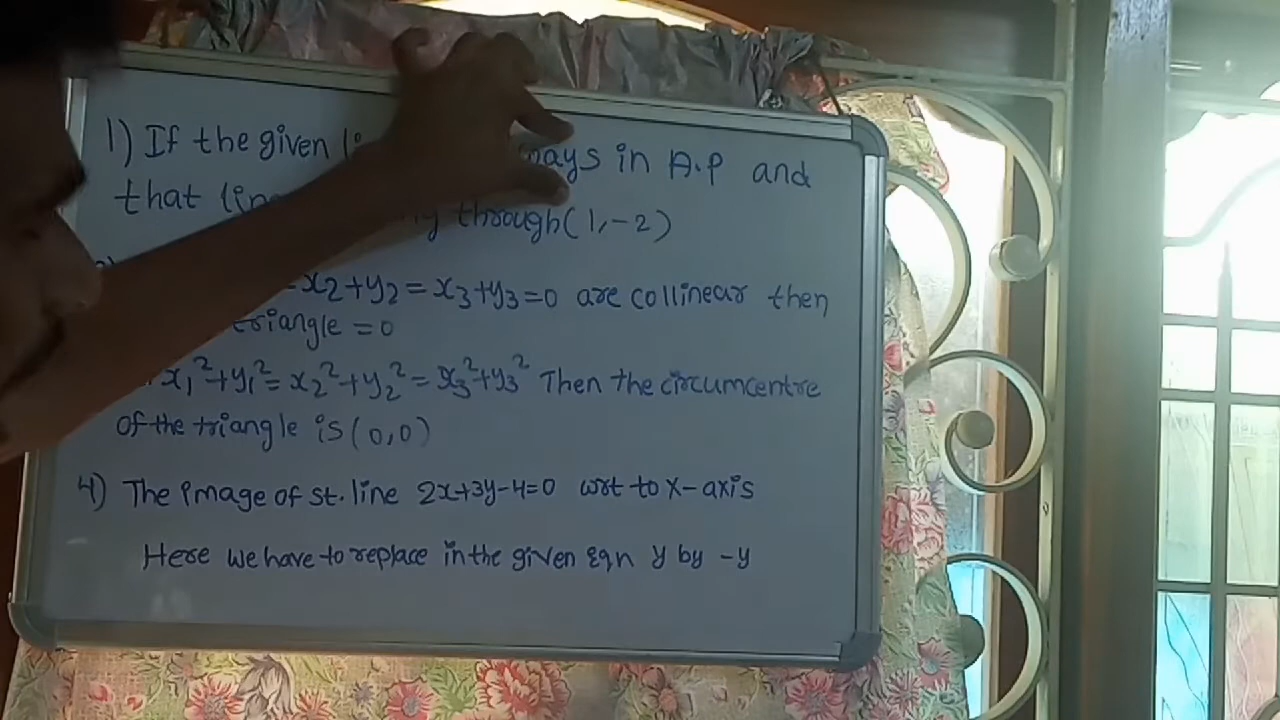 1) If the given in A.P and
that through (1,-2)
x₂+y₂ = x₃+y₃ = 0 are collinear then
triangle = 0
x₁²+y₁² = x₂²+y₂² = x₃²+y₃² Then the circumcentre
of the triangle is (0,0)
4) The image of st. line 2x+3y-4=0 wrt to X-axis
Here we have to replace in the given Eqn y by -y